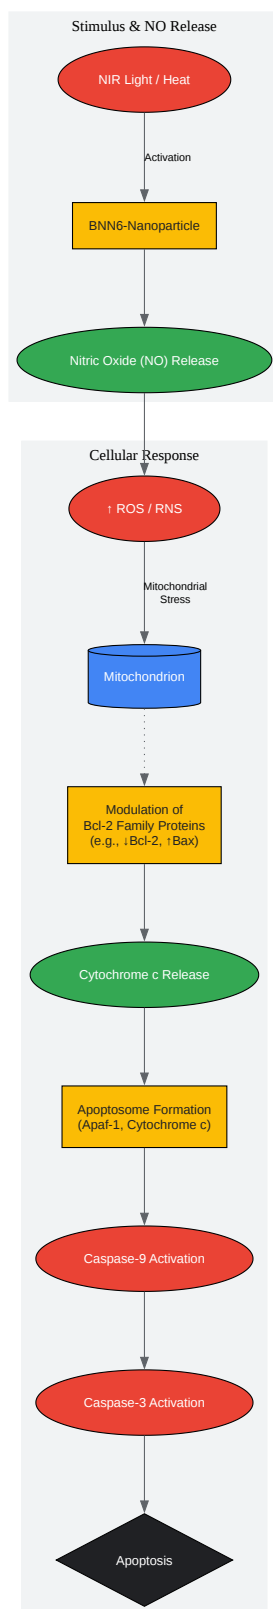 Stimulus & NO Release
NIR Light / Heat
Activation
BNN6-Nanoparticle
Nitric Oxide (NO) Release
Cellular Response
↑ ROS / RNS
Mitochondrial
Stress
Mitochondrion
Modulation of
Bcl-2 Family Proteins
(e.g., ↓Bcl-2, ↑Bax)
Cytochrome c Release
Apoptosome Formation
(Apaf-1, Cytochrome c)
Caspase-9 Activation
Caspase-3 Activation
Apoptosis